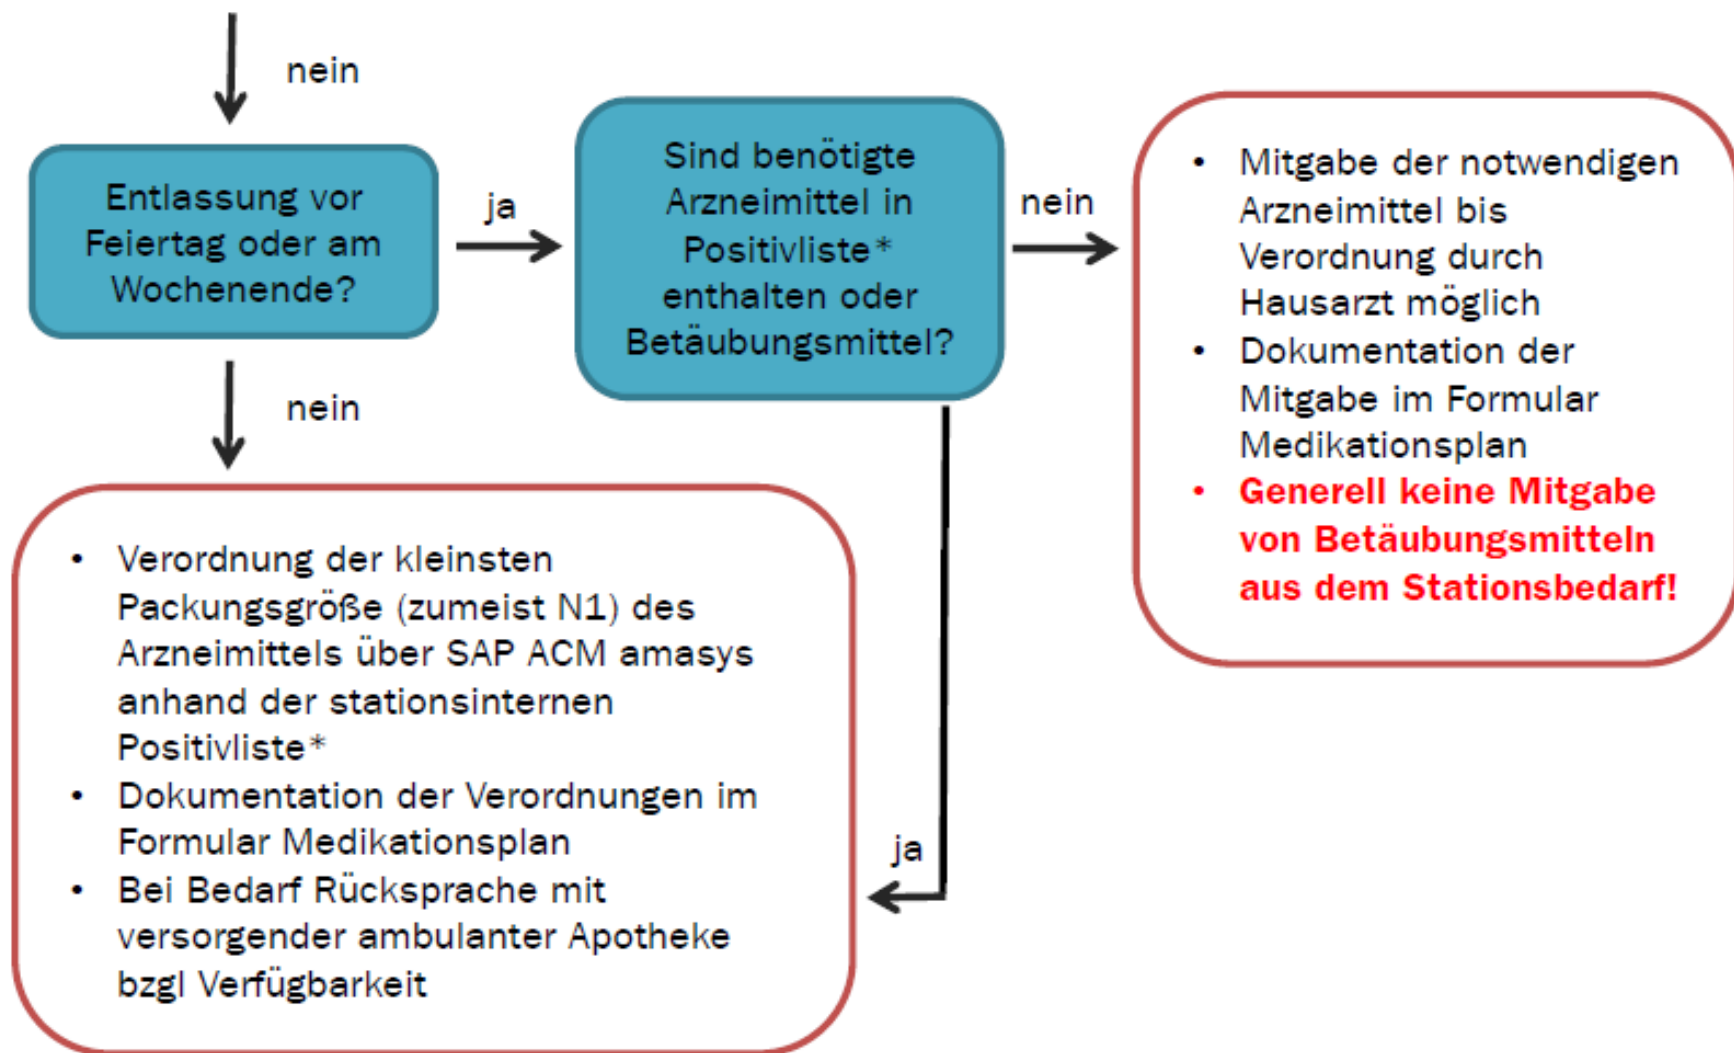 nein
Entlassung vor
Feiertag oder am
Wochenende?
ja
Sind benötigte
Arzneimittel in
Positivliste*
enthalten oder
Betäubungsmittel?
nein
• Mitgabe der notwendigen
Arzneimittel bis
Verordnung durch
Hausarzt möglich
• Dokumentation der
Mitgabe im Formular
Medikationsplan
• Generell keine Mitgabe
von Betäubungsmitteln
aus dem Stationsbedarf!
nein
• Verordnung der kleinsten
Packungsgröße (zumeist N1) des
Arzneimittels über SAP ACM amasys
anhand der stationsinternen
Positivliste*
• Dokumentation der Verordnungen im
Formular Medikationsplan
• Bei Bedarf Rücksprache mit
versorgender ambulanter Apotheke
bzgl Verfügbarkeit
ja